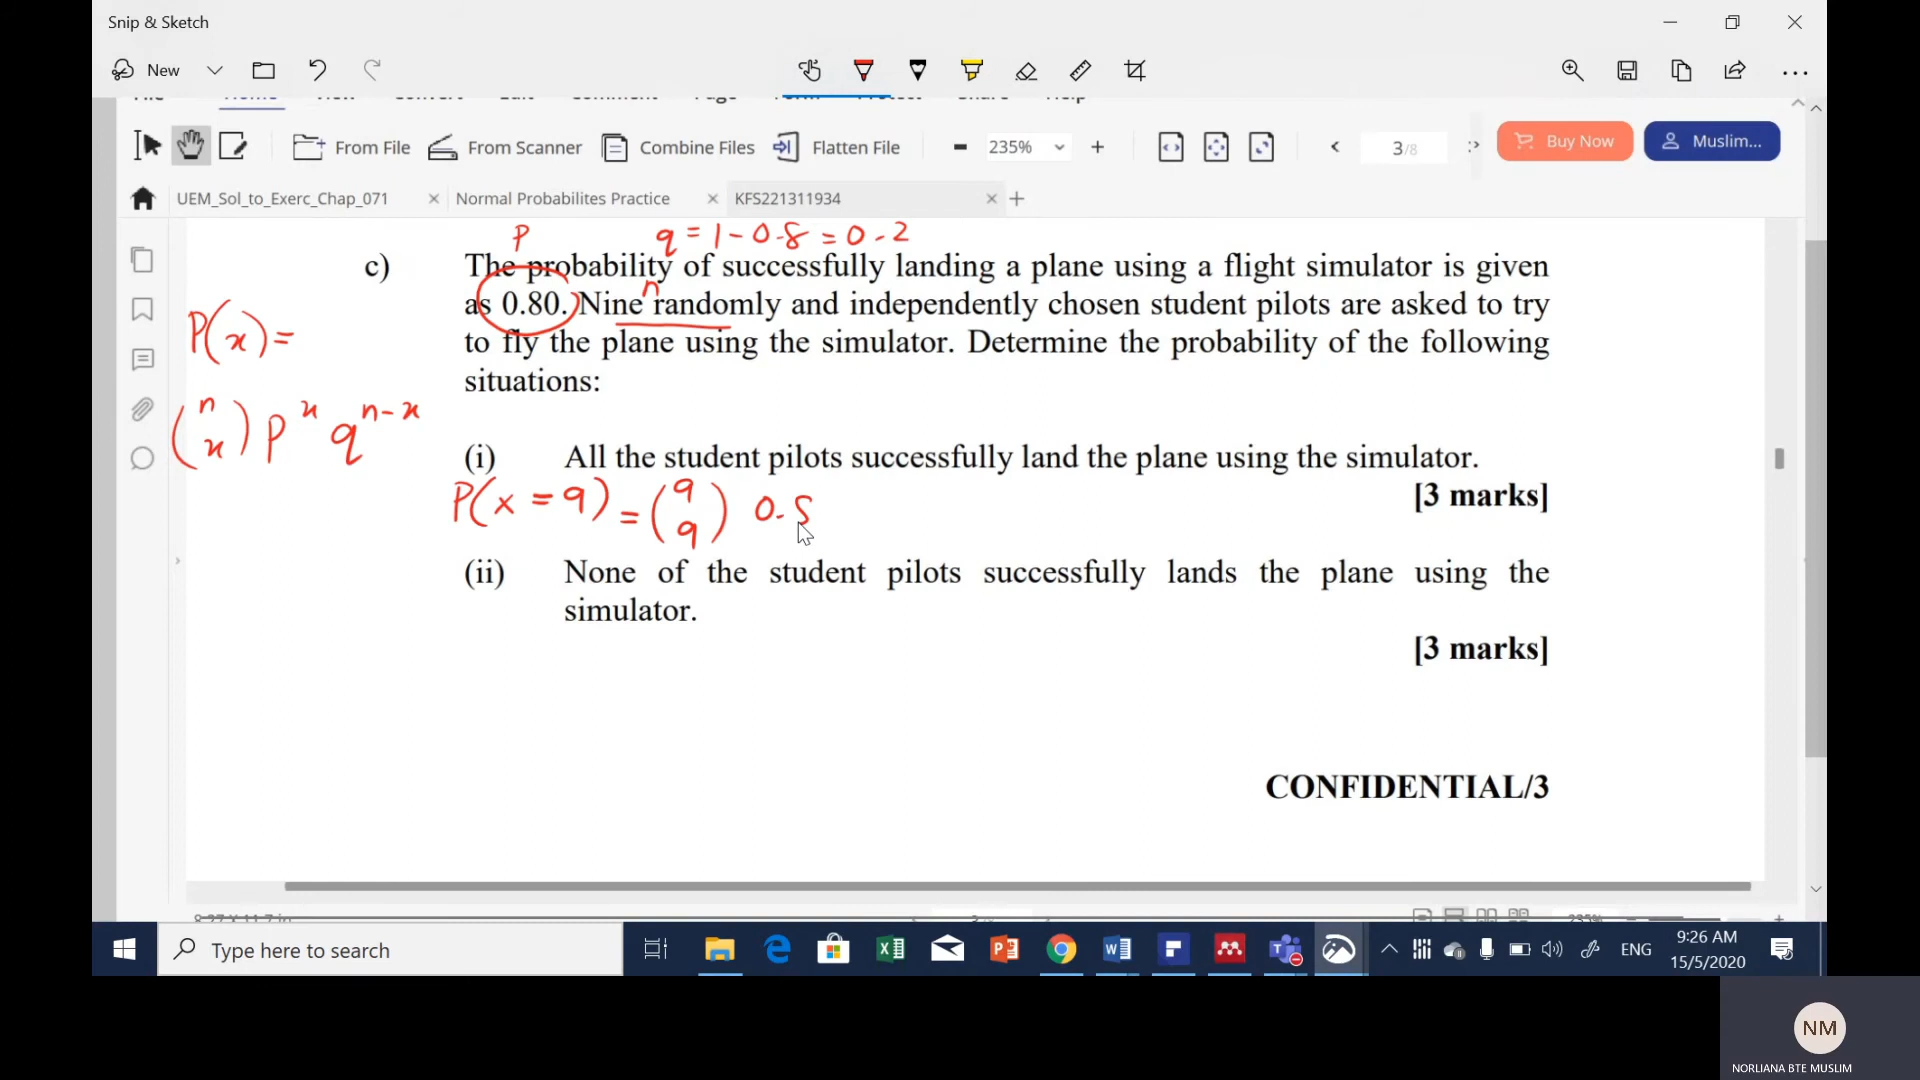 Snip & Sketch
New
From File
From Scanner
Combine Files
Flatten File
235%
3/8
Buy Now
Muslim...
UEM_Sol_to_Exerc_Chap_071
Normal Probabilites Practice
KFS221311934
P
q = 1 - 0.8 = 0.2
c) The probability of successfully landing a plane using a flight simulator is given
n
as 0.80. Nine randomly and independently chosen student pilots are asked to try
P(x) =
to fly the plane using the simulator. Determine the probability of the following
situations:
(n x) p^x q^n-x
(i) All the student pilots successfully land the plane using the simulator.
[3 marks]
P(x = 9) = (9 9) 0.8
(ii) None of the student pilots successfully lands the plane using the
simulator.
[3 marks]
CONFIDENTIAL/3
Type here to search
ENG
9:26 AM
15/5/2020
NM
NORLIANA BTE MUSLIM